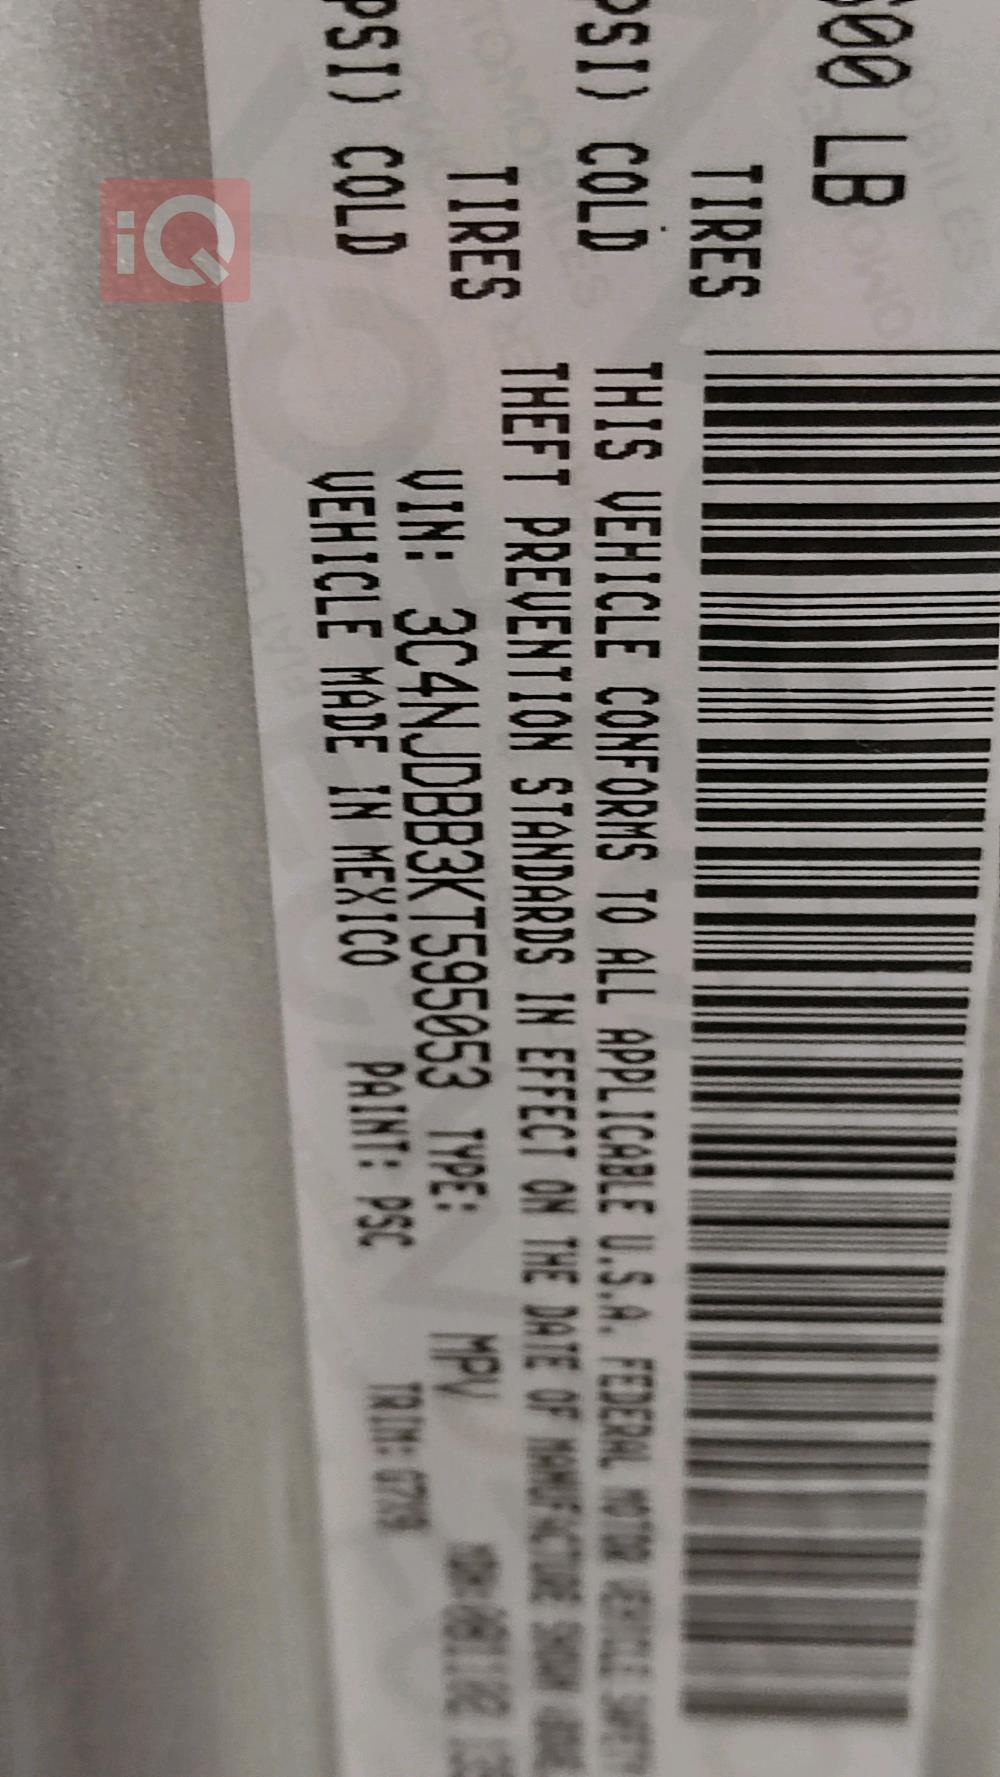 600 LB
TIRES
PSI) COLD
TIRES
PSI) COLD
THIS VEHICLE CONFORMS TO ALL APPLICABLE U.S.A. FEDERAL MOTOR VEHICLE SAFETY
THEFT PREVENTION STANDARDS IN EFFECT ON THE DATE OF MANUFACTURE SHOWN ABOVE
VIN: 3C4NJDBB3KT595053 TYPE: MPV
VEHICLE MADE IN MEXICO PAINT: PSC TRIM:
iQ